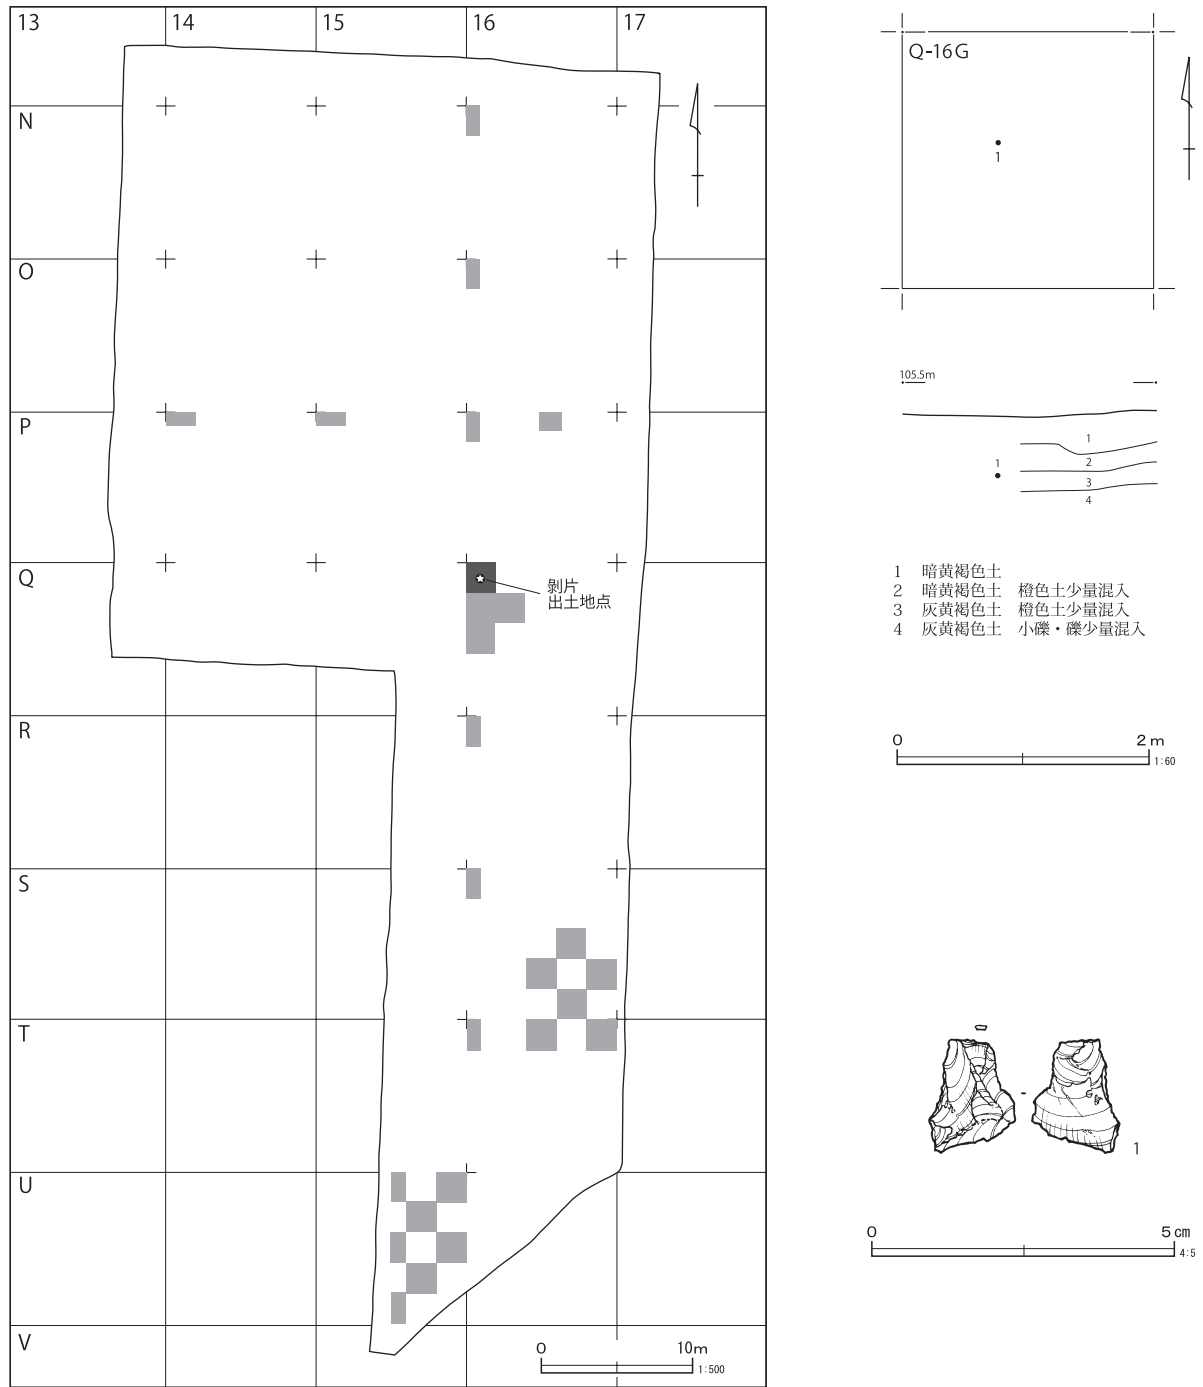 13
14
15
16
17
N
O
P
Q
R
S
T
U
V
剝片
出土地点
0 10m
1:500
Q-16G
1
105.5m
1
1
2
3
4
1 暗黄褐色土
2 暗黄褐色土 橙色土少量混入
3 灰黄褐色土 橙色土少量混入
4 灰黄褐色土 小礫・礫少量混入
0 2m
1:60
1
0 5cm
4:5